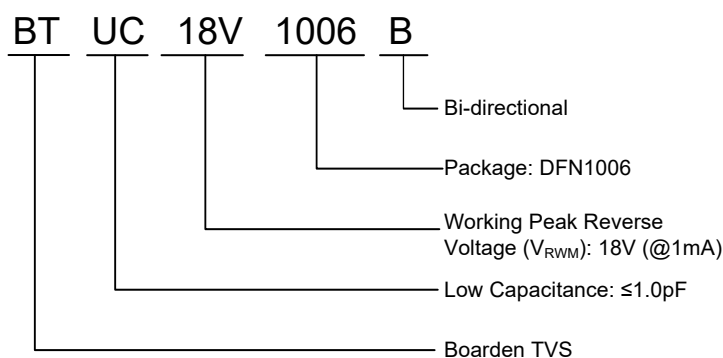 BT UC 18V 1006 B
Bi-directional
Package: DFN1006
Working Peak Reverse
Voltage (VRWM): 18V (@1mA)
Low Capacitance: ≤1.0pF
Boarden TVS